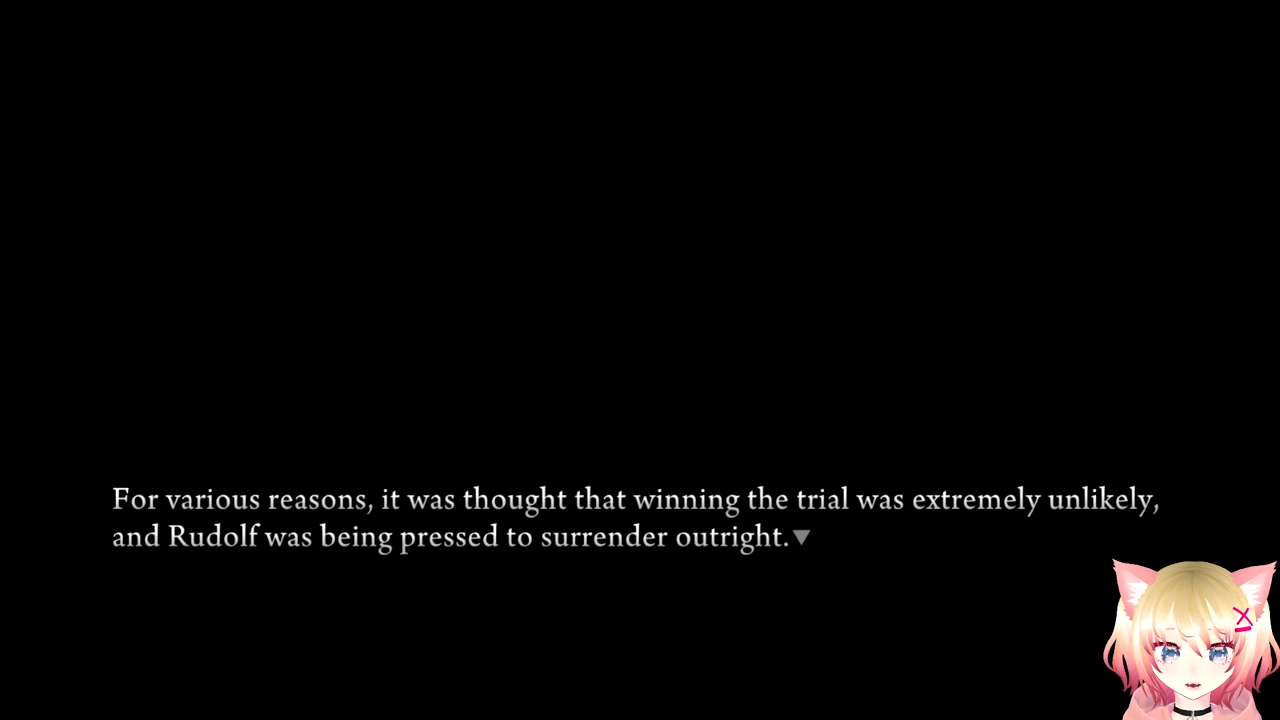 For various reasons, it was thought that winning the trial was extremely unlikely,
and Rudolf was being pressed to surrender outright.